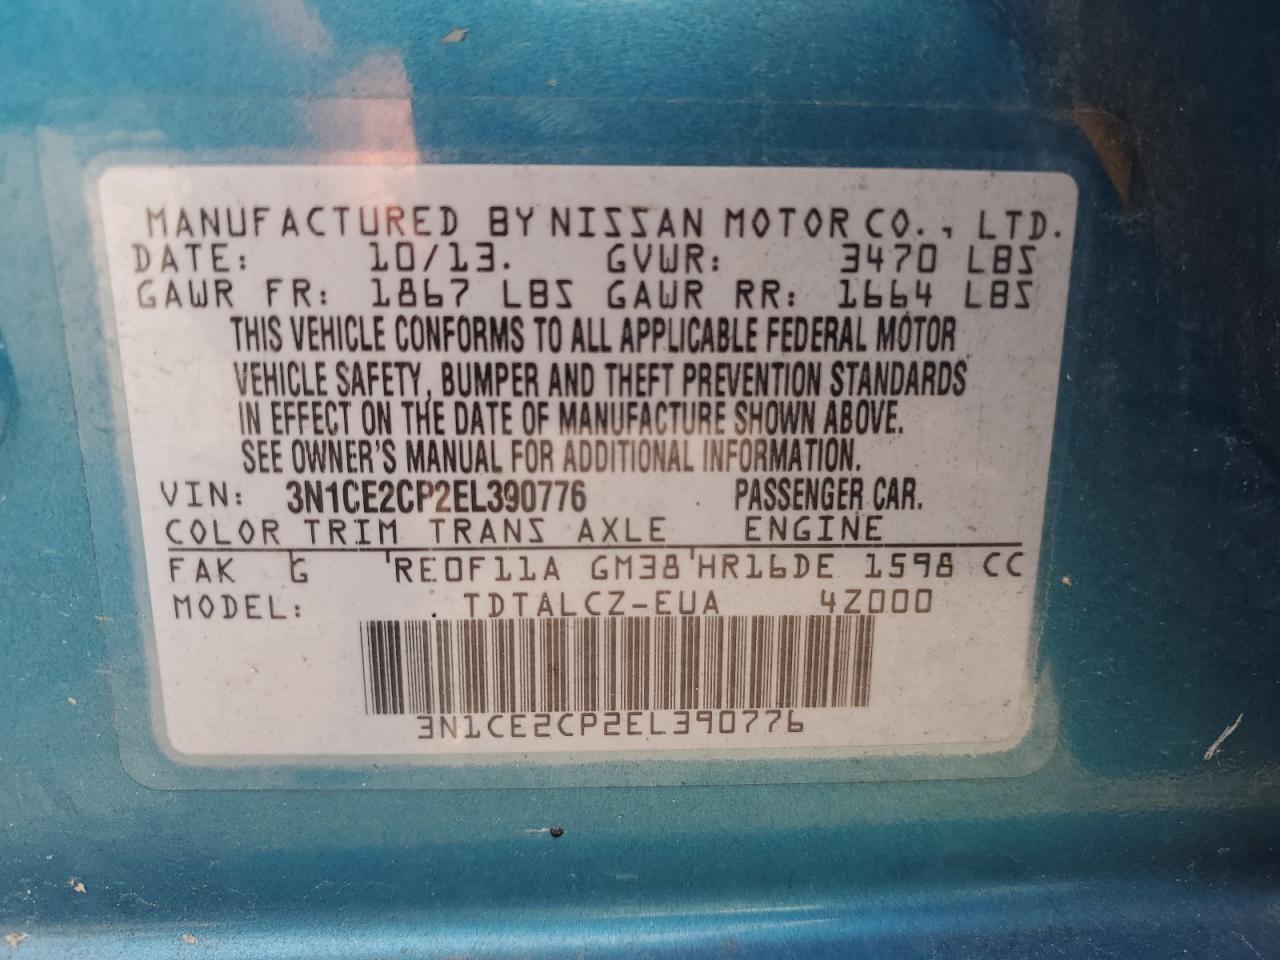 MANUFACTURED BY NISSAN MOTOR CO., LTD.
DATE: 10/13. GVWR: 3470 LBS
GAWR FR: 1867 LBS GAWR RR: 1664 LBS
THIS VEHICLE CONFORMS TO ALL APPLICABLE FEDERAL MOTOR
VEHICLE SAFETY, BUMPER AND THEFT PREVENTION STANDARDS
IN EFFECT ON THE DATE OF MANUFACTURE SHOWN ABOVE.
SEE OWNER'S MANUAL FOR ADDITIONAL INFORMATION.
VIN: 3N1CE2CP2EL390776 PASSENGER CAR.
COLOR TRIM TRANS AXLE ENGINE
FAK G RE0F11A GM38 HR16DE 1598 CC
MODEL: TDTALCZ-EUA 4Z000
3N1CE2CP2EL390776